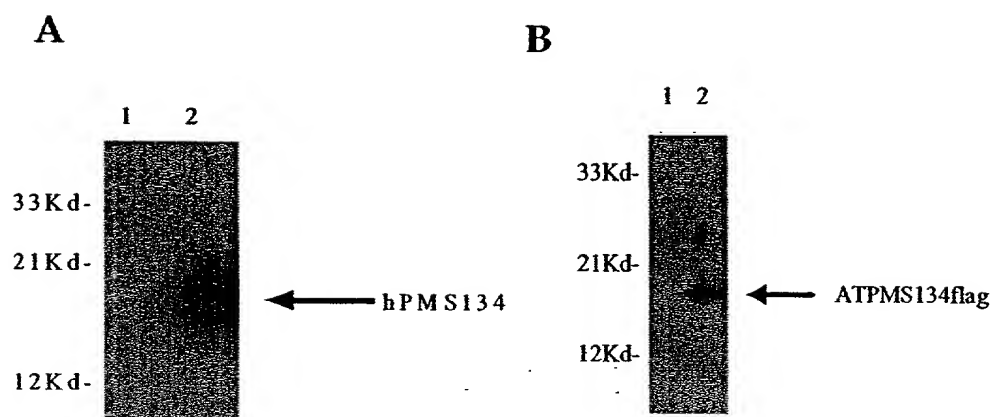 A
1 2
33Kd-
21Kd-
hPMS134
12Kd-
B
1 2
33Kd-
21Kd-
ATPMS134flag
12Kd-